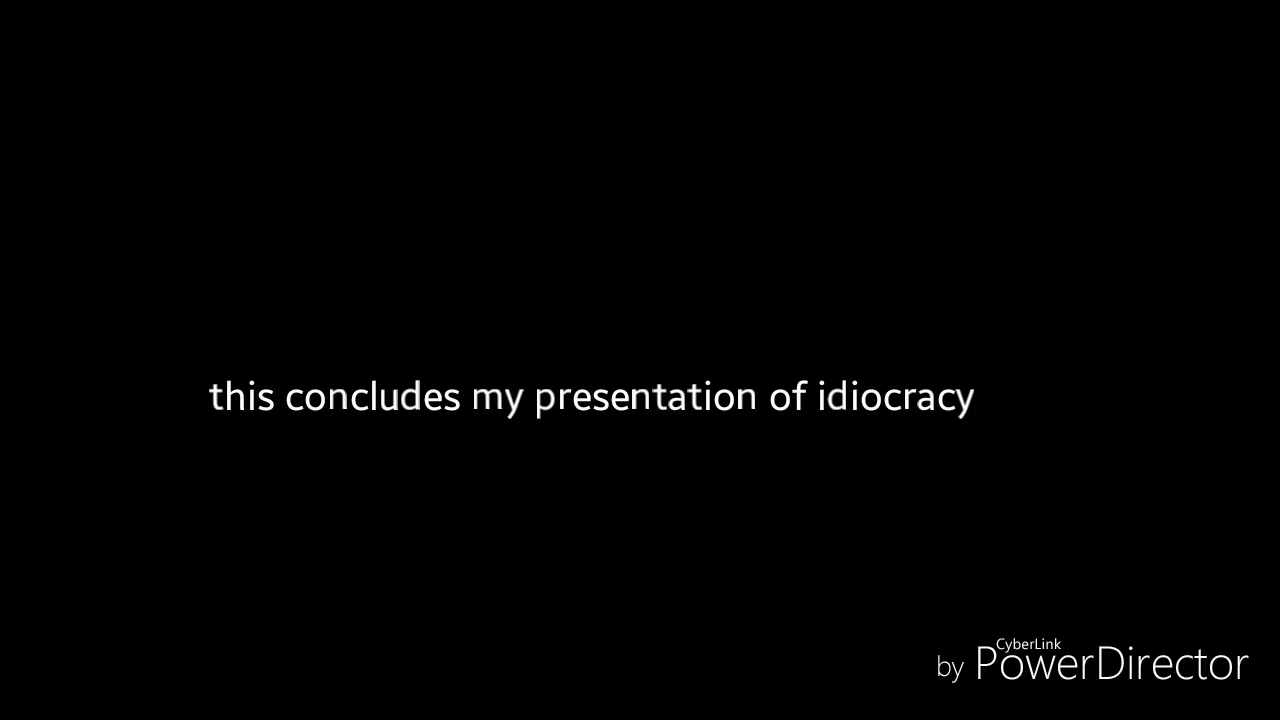 this concludes my presentation of idiocracy
CyberLink
by PowerDirector